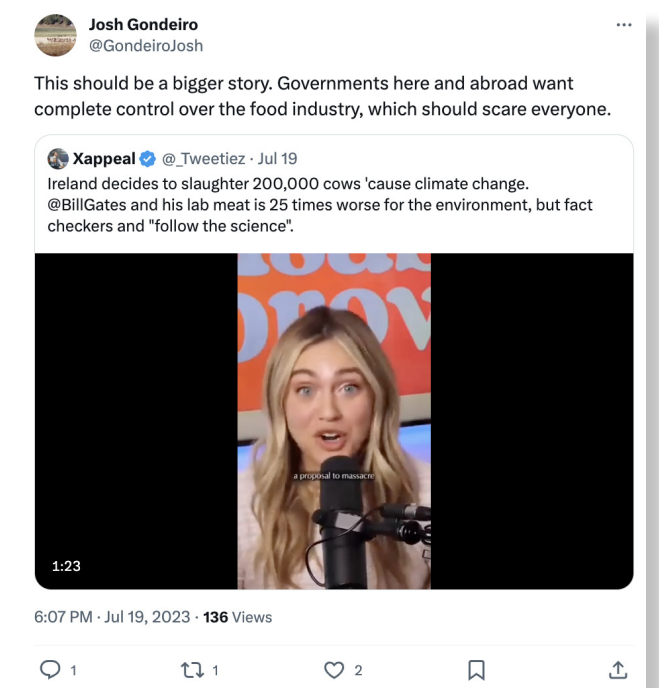 Josh Gondeiro
@GondeiroJosh
This should be a bigger story. Governments here and abroad want
complete control over the food industry, which should scare everyone.
Xappeal @_Tweetiez · Jul 19
Ireland decides to slaughter 200,000 cows 'cause climate change.
@BillGates and his lab meat is 25 times worse for the environment, but fact
checkers and "follow the science".
a proposal to massacre
1:23
6:07 PM · Jul 19, 2023 · 136 Views
1 1 2